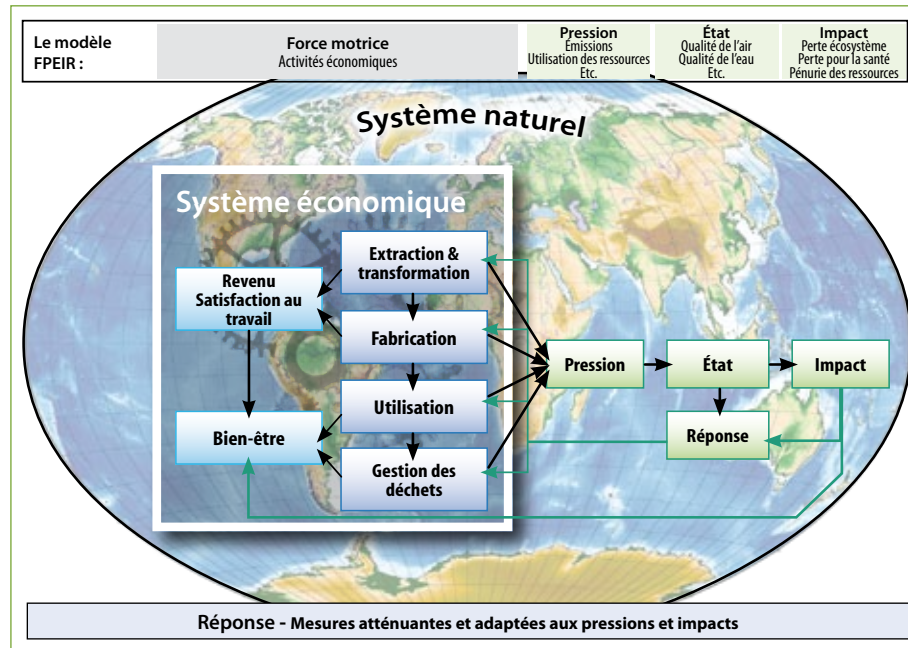 Le modèle
FPEIR :
Force motrice
Activités économiques
Pression
Émissions
Utilisation des ressources
Etc.
État
Qualité de l'air
Qualité de l'eau
Etc.
Impact
Perte écosystème
Perte pour la santé
Pénurie des ressources
Système naturel
Système économique
Extraction &
transformation
Revenu
Satisfaction au
travail
Fabrication
Pression
État
Impact
Utilisation
Bien-être
Réponse
Gestion des
déchets
Réponse - Mesures atténuantes et adaptées aux pressions et impacts